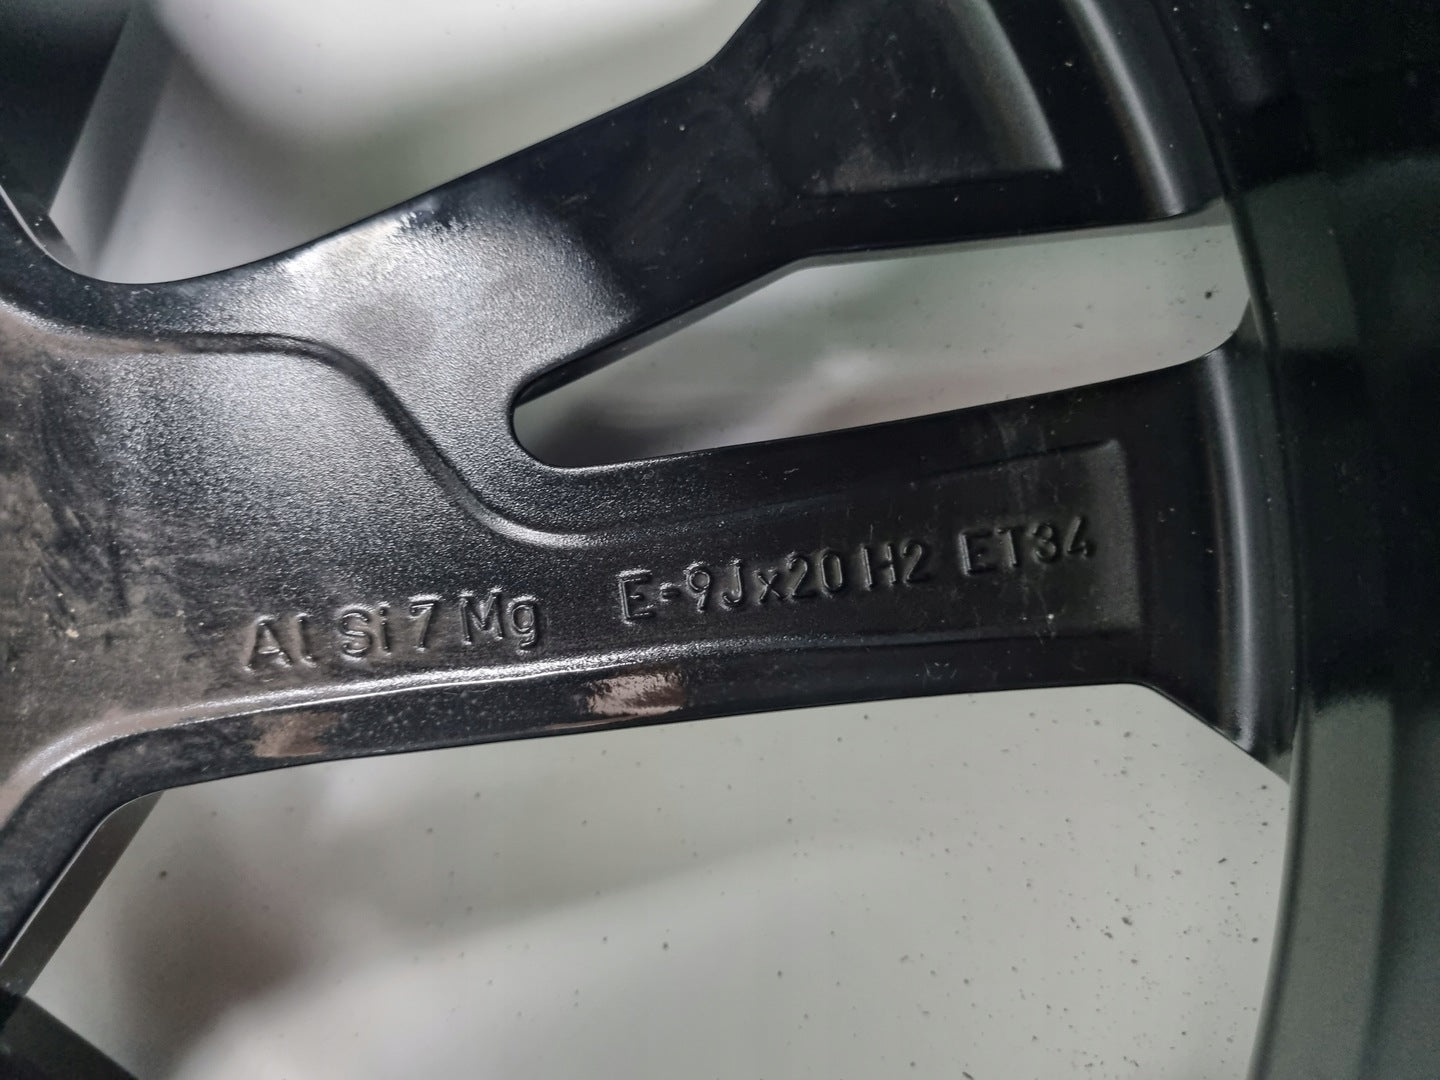 Al Si 7 Mg E-9Jx20 H2 ET34